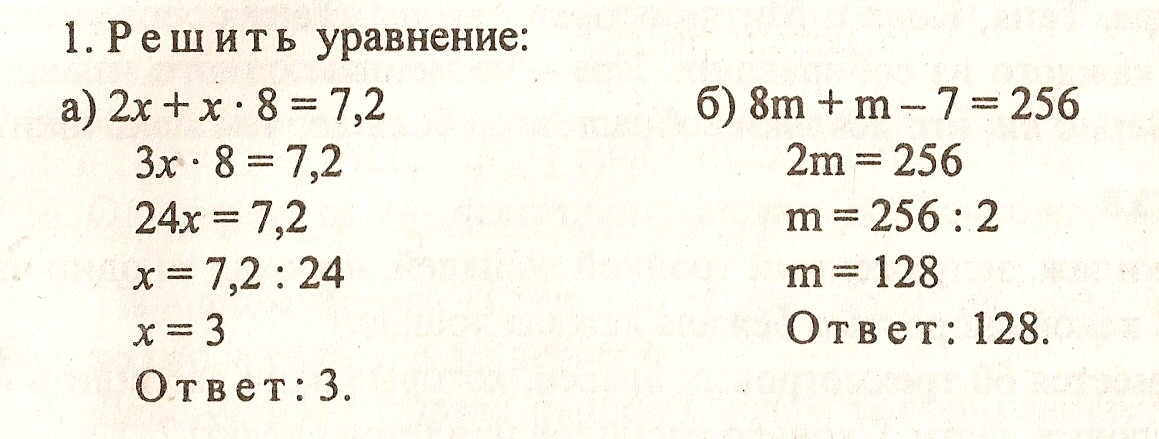 1. Решить уравнение:
а) 2x + x · 8 = 7,2
3x · 8 = 7,2
24x = 7,2
x = 7,2 : 24
x = 3
Ответ: 3.
б) 8m + m – 7 = 256
2m = 256
m = 256 : 2
m = 128
Ответ: 128.